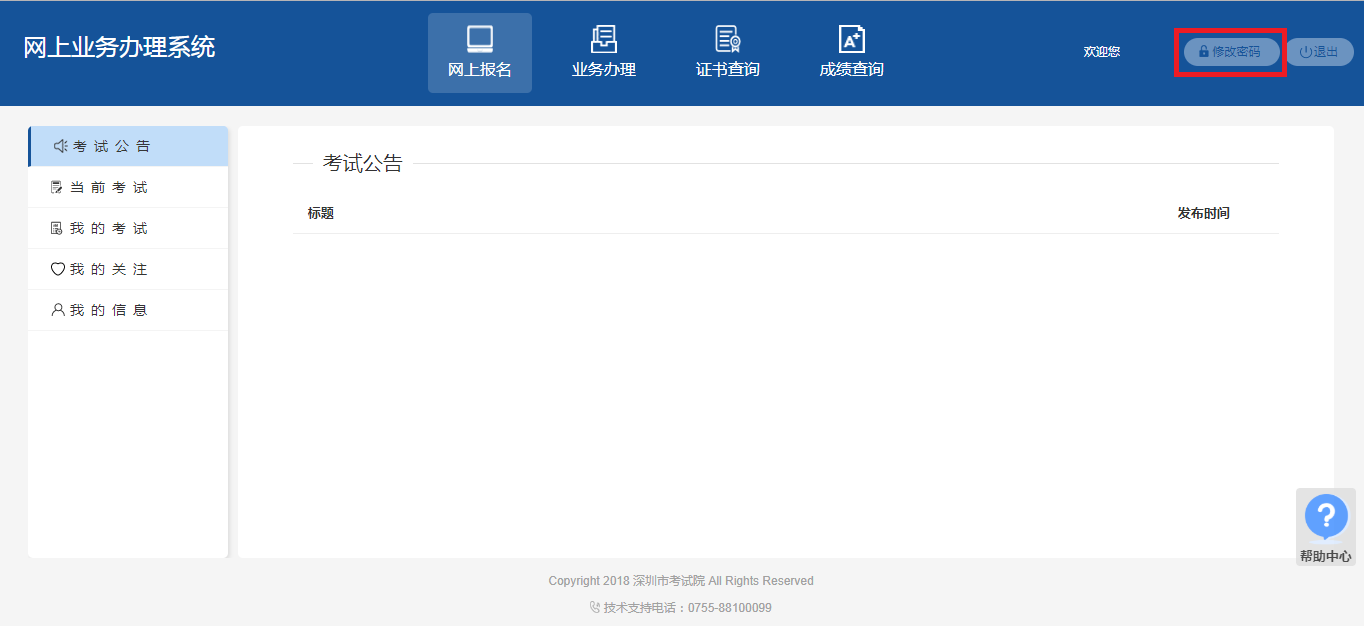 网上业务办理系统
网上报名
业务办理
证书查询
成绩查询
欢迎您
修改密码
退出
考试公告
当前考试
我的考试
我的关注
我的信息
考试公告
标题
发布时间
帮助中心
Copyright 2018 深圳市考试院 All Rights Reserved
技术支持电话：0755-88100099